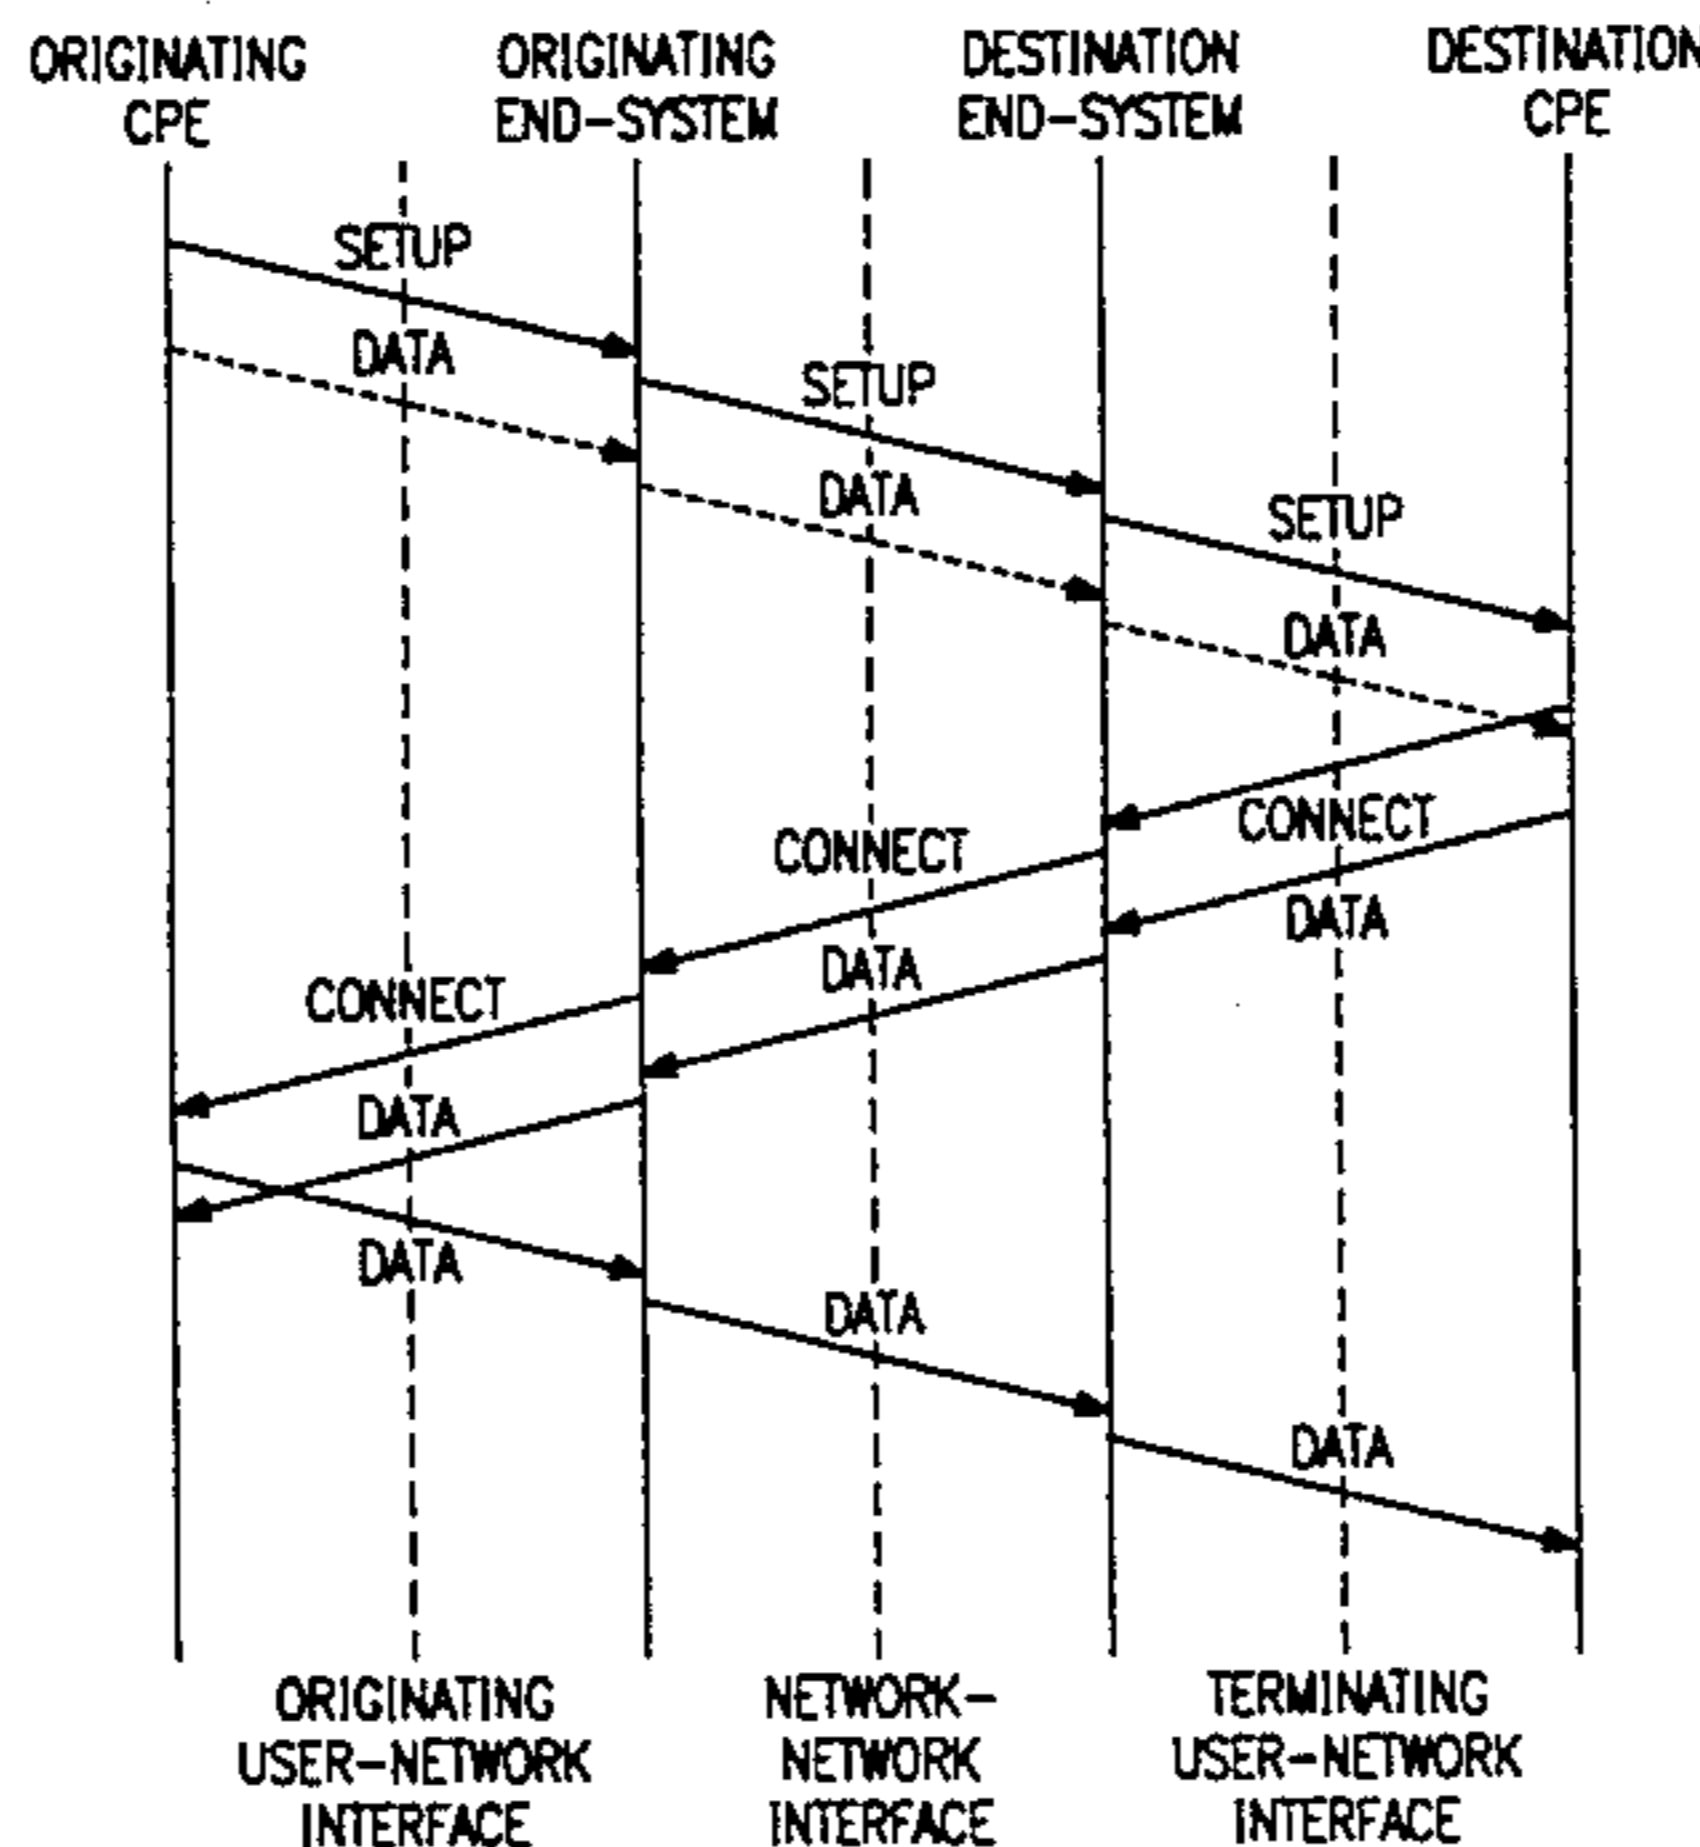 ORIGINATING
CPE
ORIGINATING
END-SYSTEM
DESTINATION
END-SYSTEM
DESTINATION
CPE
SETUP
DATA
SETUP
DATA
SETUP
DATA
CONNECT
CONNECT
DATA
DATA
CONNECT
DATA
DATA
DATA
DATA
ORIGINATING
USER-NETWORK
INTERFACE
NETWORK-
NETWORK
INTERFACE
TERMINATING
USER-NETWORK
INTERFACE